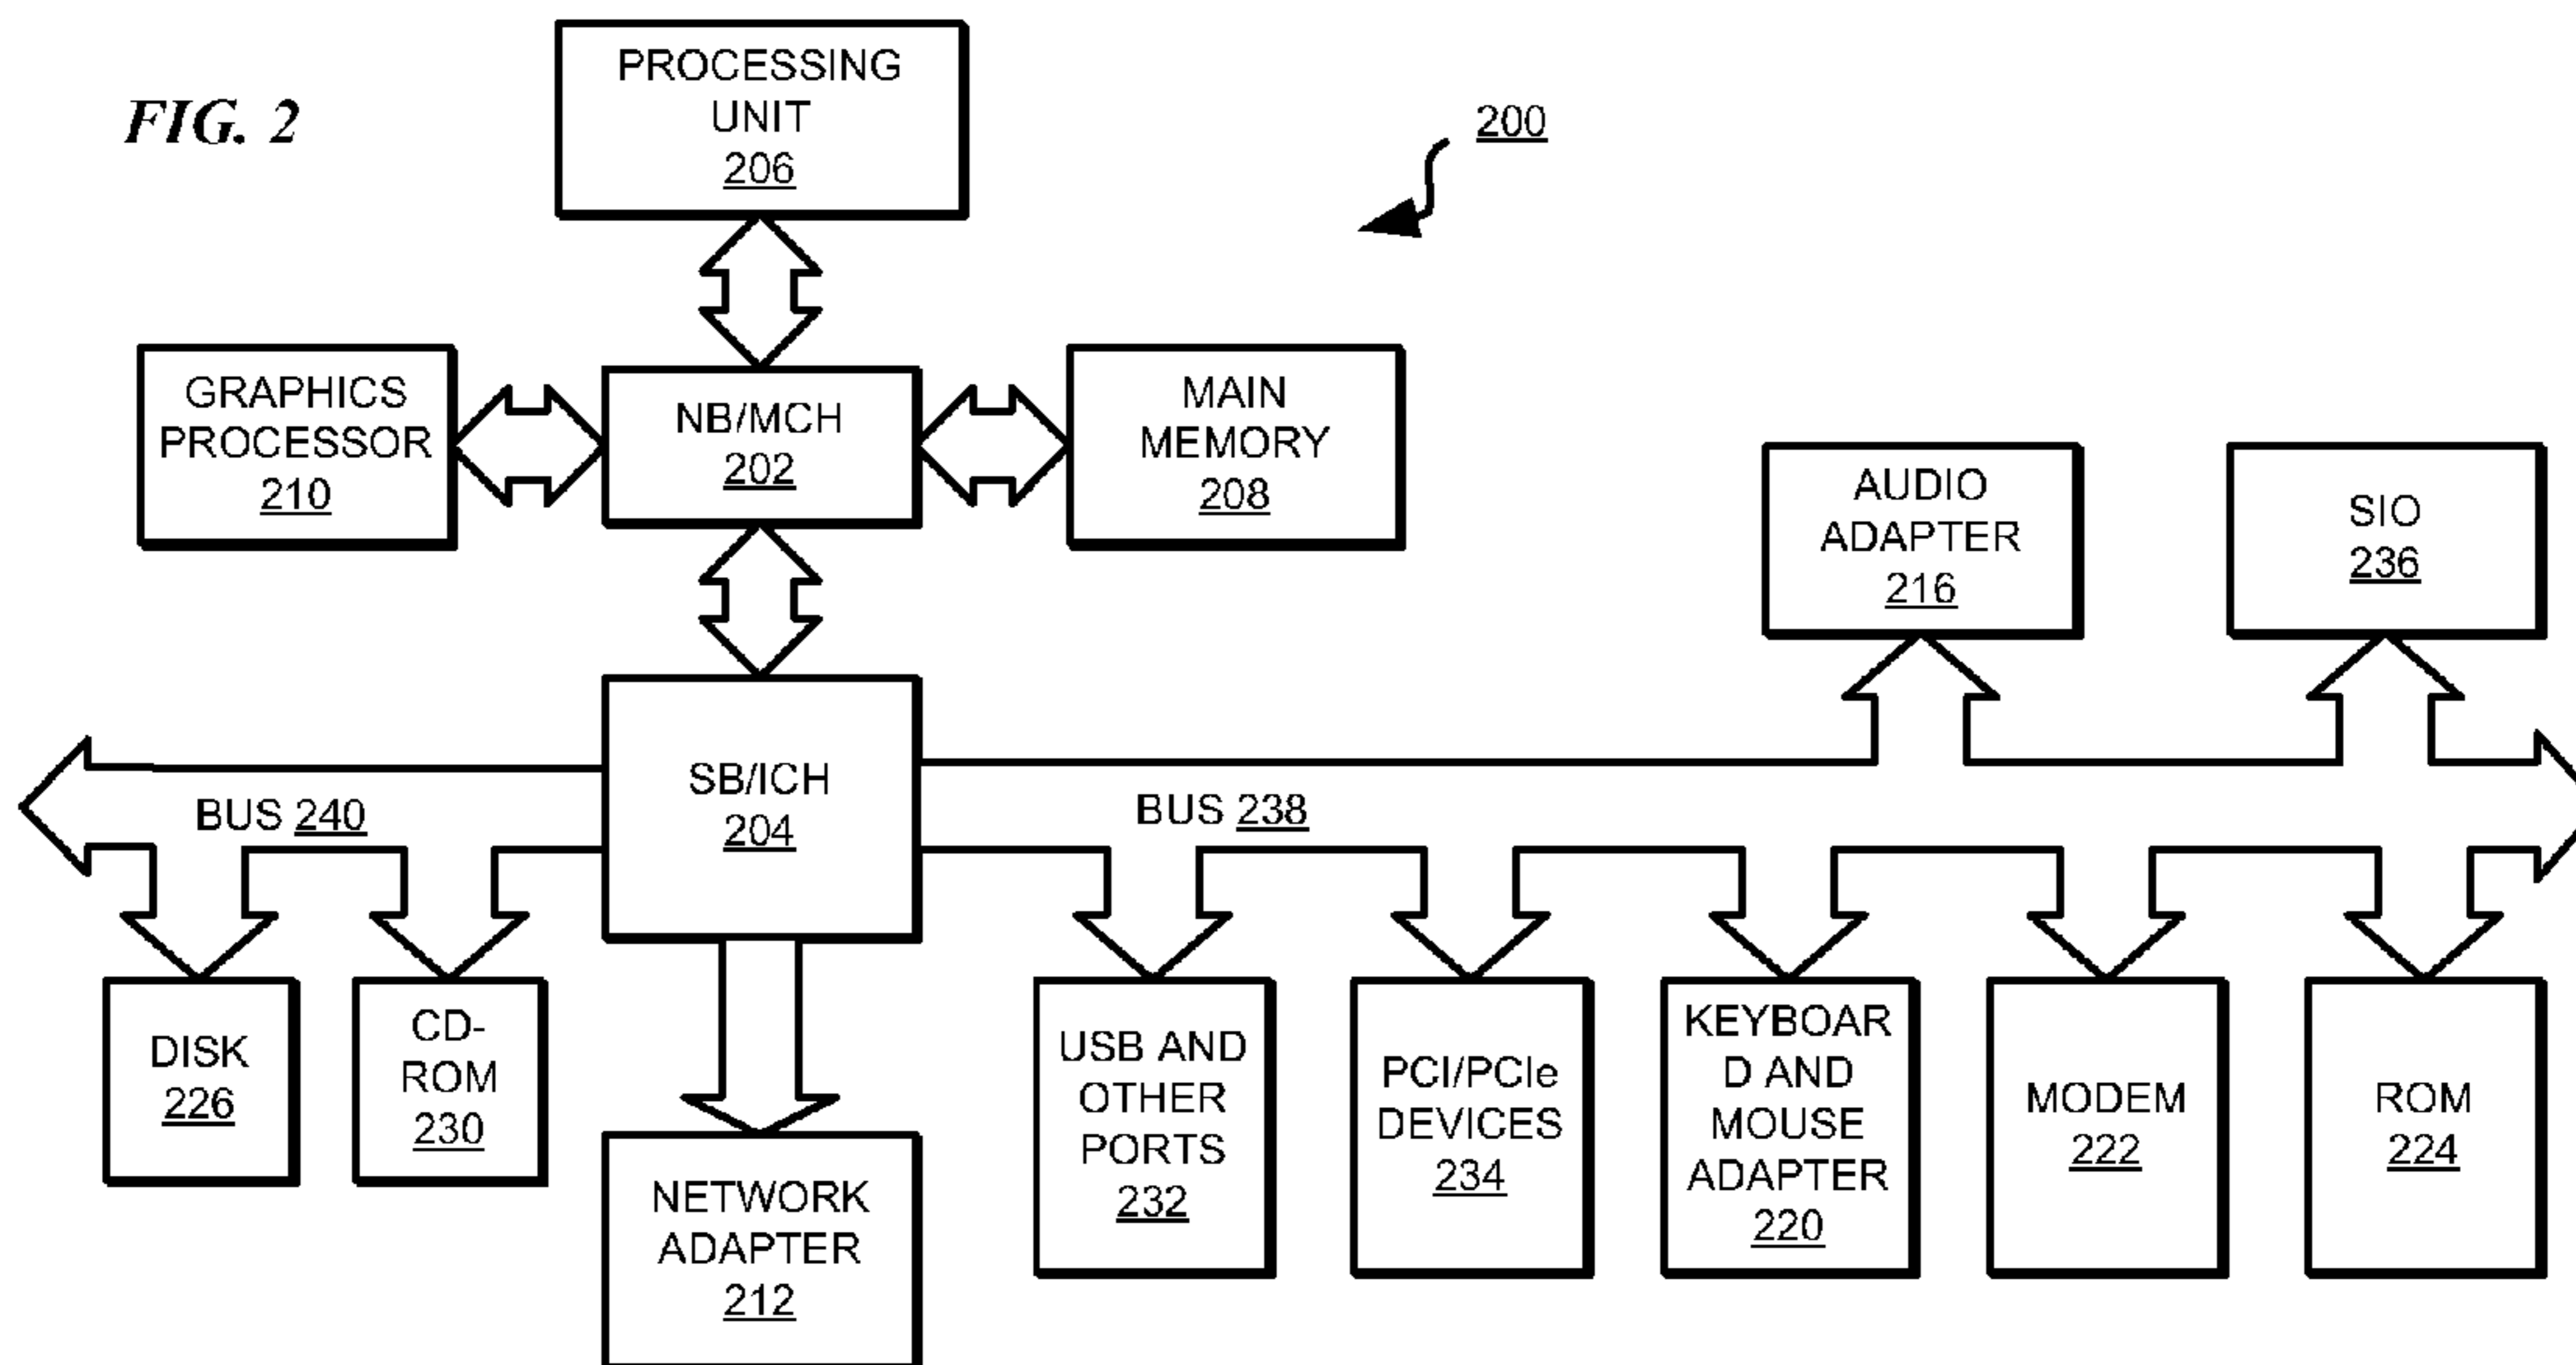 FIG. 2
PROCESSING
UNIT
206
200
GRAPHICS
PROCESSOR
210
NB/MCH
202
MAIN
MEMORY
208
AUDIO
ADAPTER
216
SIO
236
SB/ICH
204
BUS 240
BUS 238
DISK
226
CD-
ROM
230
NETWORK
ADAPTER
212
USB AND
OTHER
PORTS
232
PCI/PCIe
DEVICES
234
KEYBOAR
D AND
MOUSE
ADAPTER
220
MODEM
222
ROM
224